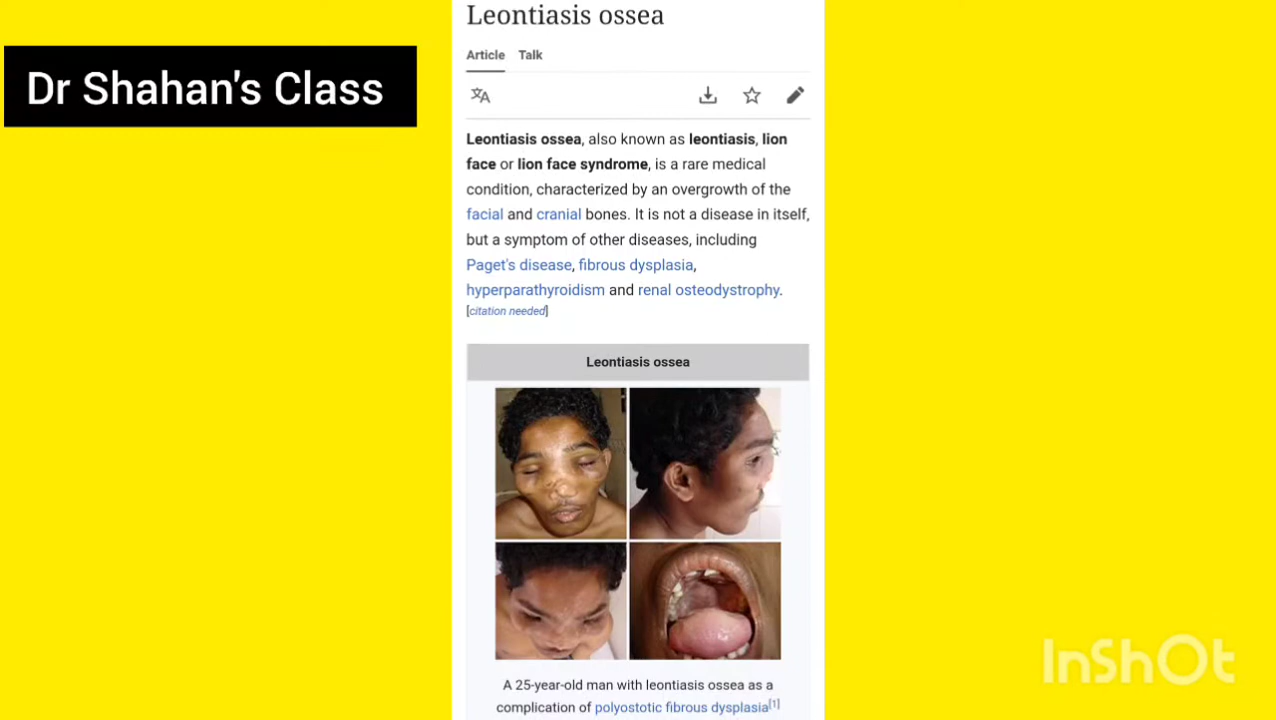 Leontiasis ossea
Article Talk
Dr Shahan's Class
Leontiasis ossea, also known as leontiasis, lion
face or lion face syndrome, is a rare medical
condition, characterized by an overgrowth of the
facial and cranial bones. It is not a disease in itself,
but a symptom of other diseases, including
Paget's disease, fibrous dysplasia,
hyperparathyroidism and renal osteodystrophy.
[citation needed]
Leontiasis ossea
A 25-year-old man with leontiasis ossea as a
complication of polyostotic fibrous dysplasia[1]
InShOt